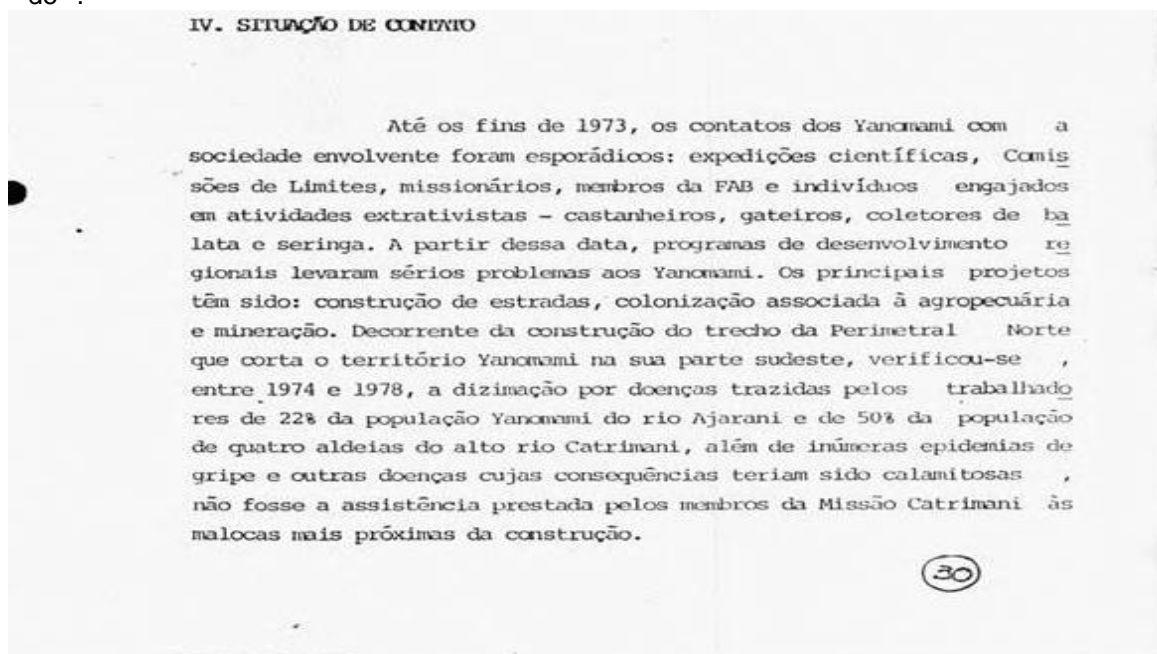 do".
IV. SITUAÇÃO DE CONTATO
Até os fins de 1973, os contatos dos Yanomami com a
sociedade envolvente foram esporádicos: expedições científicas, Comis
sões de Limites, missionários, membros da FAB e indivíduos engajados
em atividades extrativistas - castanheiros, gateiros, coletores de ba
lata e seringa. A partir dessa data, programas de desenvolvimento re
gionais levaram sérios problemas aos Yanomami. Os principais projetos
têm sido: construção de estradas, colonização associada à agropecuária
e mineração. Decorrente da construção do trecho da Perimetral Norte
que corta o território Yanomami na sua parte sudeste, verificou-se ,
entre 1974 e 1978, a dizimação por doenças trazidas pelos trabalhado
res de 22% da população Yanomami do rio Ajarani e de 50% da população
de quatro aldeias do alto rio Catrimani, além de inúmeras epidemias de
gripe e outras doenças cujas consequências teriam sido calamitosas ,
não fosse a assistência prestada pelos membros da Missão Catrimani às
malocas mais próximas da construção.
30